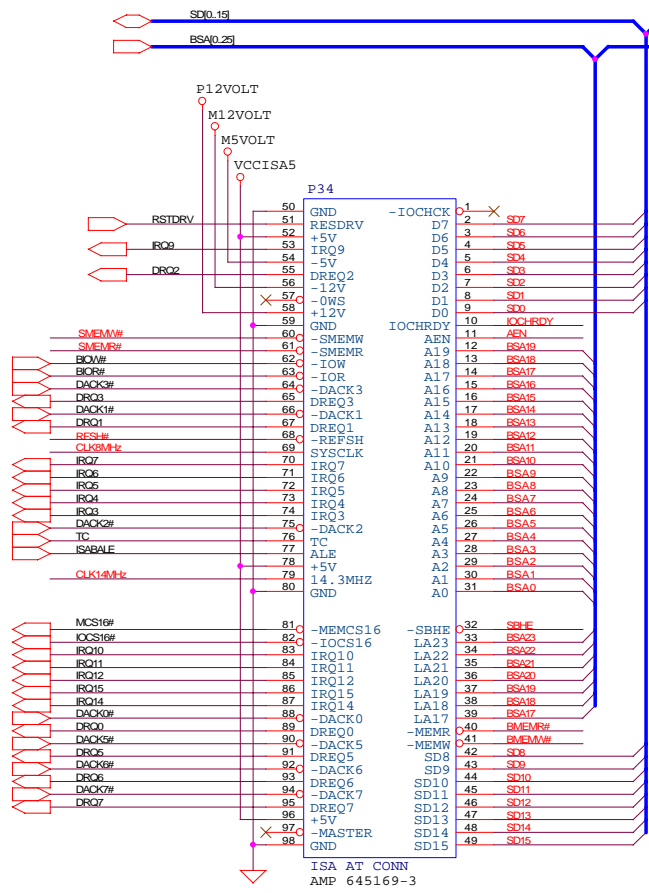 SD[0..15]
BSA[0..25]
P12VOLT
M12VOLT
M5VOLT
VCCISA5
P34
50 GND -IOCHCK 1
RSTDRV 51 RESDRV D7 2 SD7
52 +5V D6 3 SD6
IRQ9 53 IRQ9 D5 4 SD5
54 -5V D4 5 SD4
DRQ2 55 DREQ2 D3 6 SD3
56 -12V D2 7 SD2
57 -0WS D1 8 SD1
58 +12V D0 9 SD0
59 GND IOCHRDY 10 IOCHRDY
SMEMW# 60 -SMEMW AEN 11 AEN
SMEMR# 61 -SMEMR A19 12 BSA19
BIOW# 62 -IOW A18 13 BSA18
BIOR# 63 -IOR A17 14 BSA17
DACK3# 64 -DACK3 A16 15 BSA16
DRQ3 65 DREQ3 A15 16 BSA15
DACK1# 66 -DACK1 A14 17 BSA14
DRQ1 67 DREQ1 A13 18 BSA13
RFSH# 68 -REFSH A12 19 BSA12
CLK8MHz 69 SYSCLK A11 20 BSA11
IRQ7 70 IRQ7 A10 21 BSA10
IRQ6 71 IRQ6 A9 22 BSA9
IRQ5 72 IRQ5 A8 23 BSA8
IRQ4 73 IRQ4 A7 24 BSA7
IRQ3 74 IRQ3 A6 25 BSA6
DACK2# 75 -DACK2 A5 26 BSA5
TC 76 TC A4 27 BSA4
ISABALE 77 ALE A3 28 BSA3
78 +5V A2 29 BSA2
CLK14MHz 79 14.3MHZ A1 30 BSA1
80 GND A0 31 BSA0
MCS16# 81 -MEMCS16 -SBHE 32 SBHE
IOCS16# 82 -IOCS16 LA23 33 BSA23
IRQ10 83 IRQ10 LA22 34 BSA22
IRQ11 84 IRQ11 LA21 35 BSA21
IRQ12 85 IRQ12 LA20 36 BSA20
IRQ15 86 IRQ15 LA19 37 BSA19
IRQ14 87 IRQ14 LA18 38 BSA18
DACK0# 88 -DACK0 LA17 39 BSA17
DRQ0 89 DREQ0 -MEMR 40 BMEMR#
DACK5# 90 -DACK5 -MEMW 41 BMEMW#
DRQ5 91 DREQ5 SD8 42 SD8
DACK6# 92 -DACK6 SD9 43 SD9
DRQ6 93 DREQ6 SD10 44 SD10
DACK7# 94 -DACK7 SD11 45 SD11
DRQ7 95 DREQ7 SD12 46 SD12
96 +5V SD13 47 SD13
97 -MASTER SD14 48 SD14
98 GND SD15 49 SD15
ISA AT CONN
AMP 645169-3